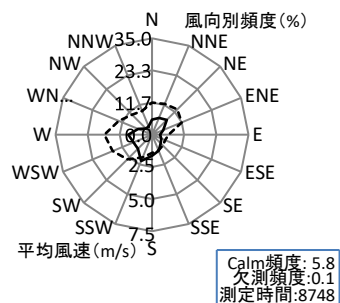 N 風向別頻度(%)
35.0
NNW NNE
23.3
NW NE
WN... 11.7 ENE
W 0.0 E
WSW 2.5 ESE
SW 5.0 SE
SSW SSE
平均風速(m/s) 7.5
S
Calm頻度: 5.8
欠測頻度:0.1
測定時間:8748